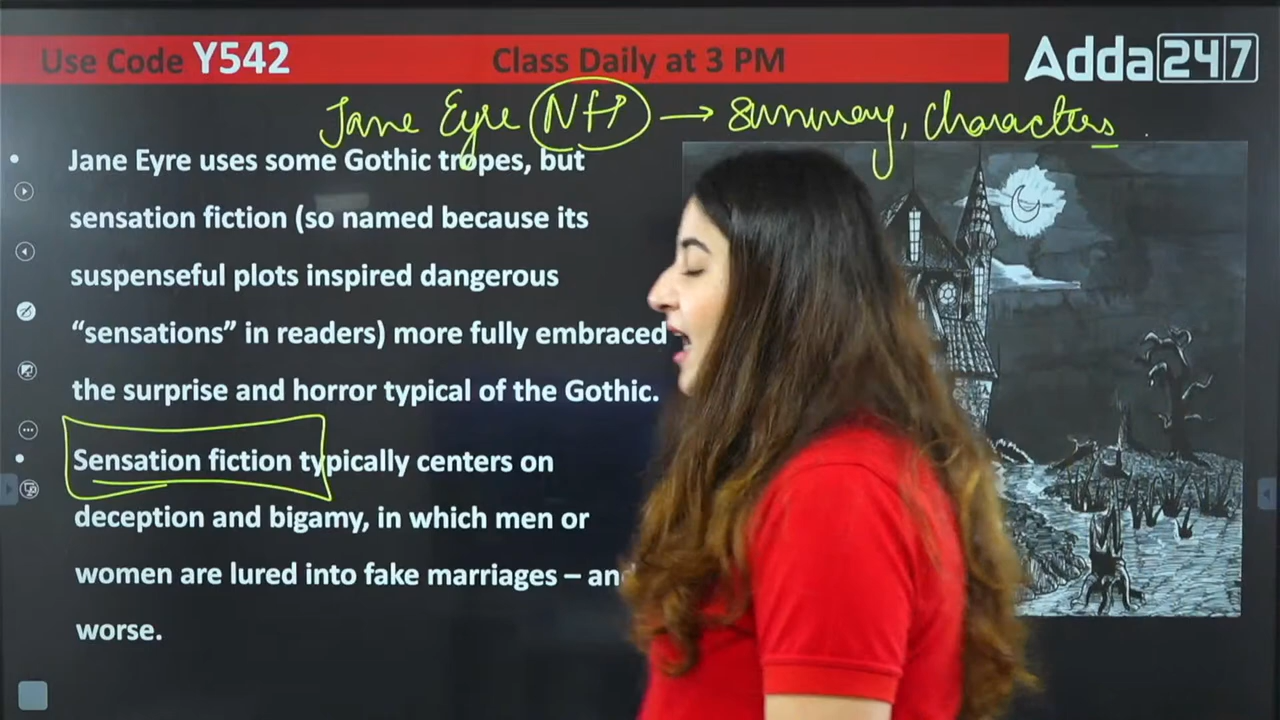 Use Code Y542 Class Daily at 3 PM Adda247
Jane Eyre NH → summary, characters
• Jane Eyre uses some Gothic tropes, but
sensation fiction (so named because its
suspenseful plots inspired dangerous
“sensations” in readers) more fully embraced
the surprise and horror typical of the Gothic.
• Sensation fiction typically centers on
deception and bigamy, in which men or
women are lured into fake marriages –
worse.